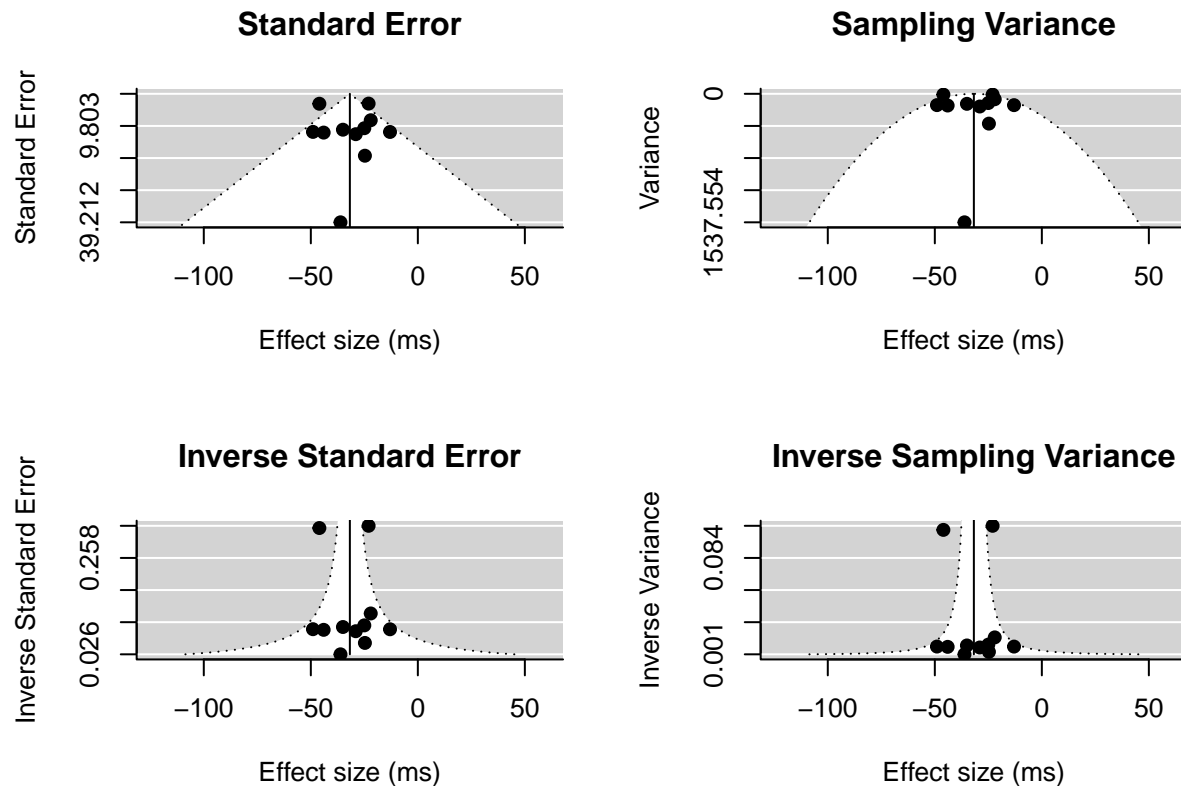 Standard Error
Standard Error
39.212 9.803
−100 −50 0 50
Effect size (ms)
Sampling Variance
Variance
1537.554 0
−100 −50 0 50
Effect size (ms)
Inverse Standard Error
Inverse Standard Error
0.026 0.258
−100 −50 0 50
Effect size (ms)
Inverse Sampling Variance
Inverse Variance
0.001 0.084
−100 −50 0 50
Effect size (ms)